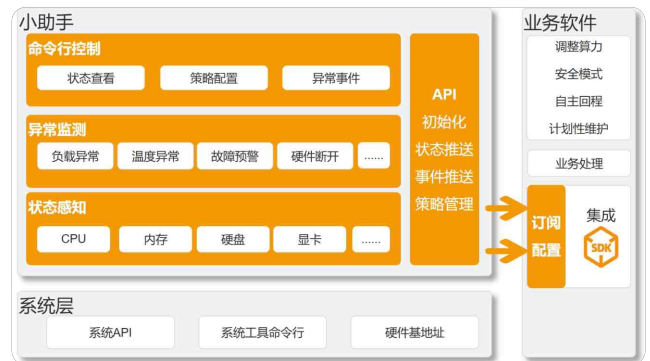 小助手
命令行控制
状态查看
策略配置
异常事件
异常监测
负载异常
温度异常
故障预警
硬件断开
......
状态感知
CPU
内存
硬盘
显卡
......
API
初始化
状态推送
事件推送
策略管理
系统层
系统API
系统工具命令行
硬件基地址
业务软件
调整算力
安全模式
自主回程
计划性维护
业务处理
订阅
配置
集成
SDK